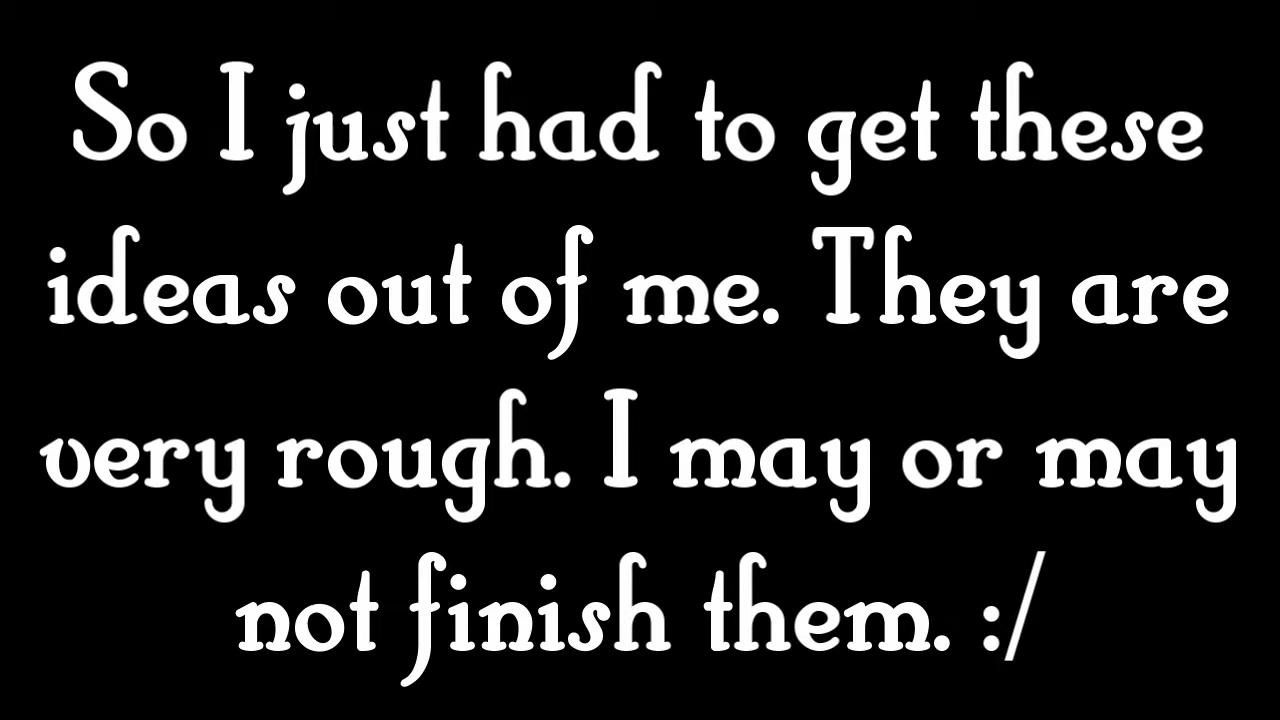 So I just had to get these
ideas out of me. They are
very rough. I may or may
not finish them. :/